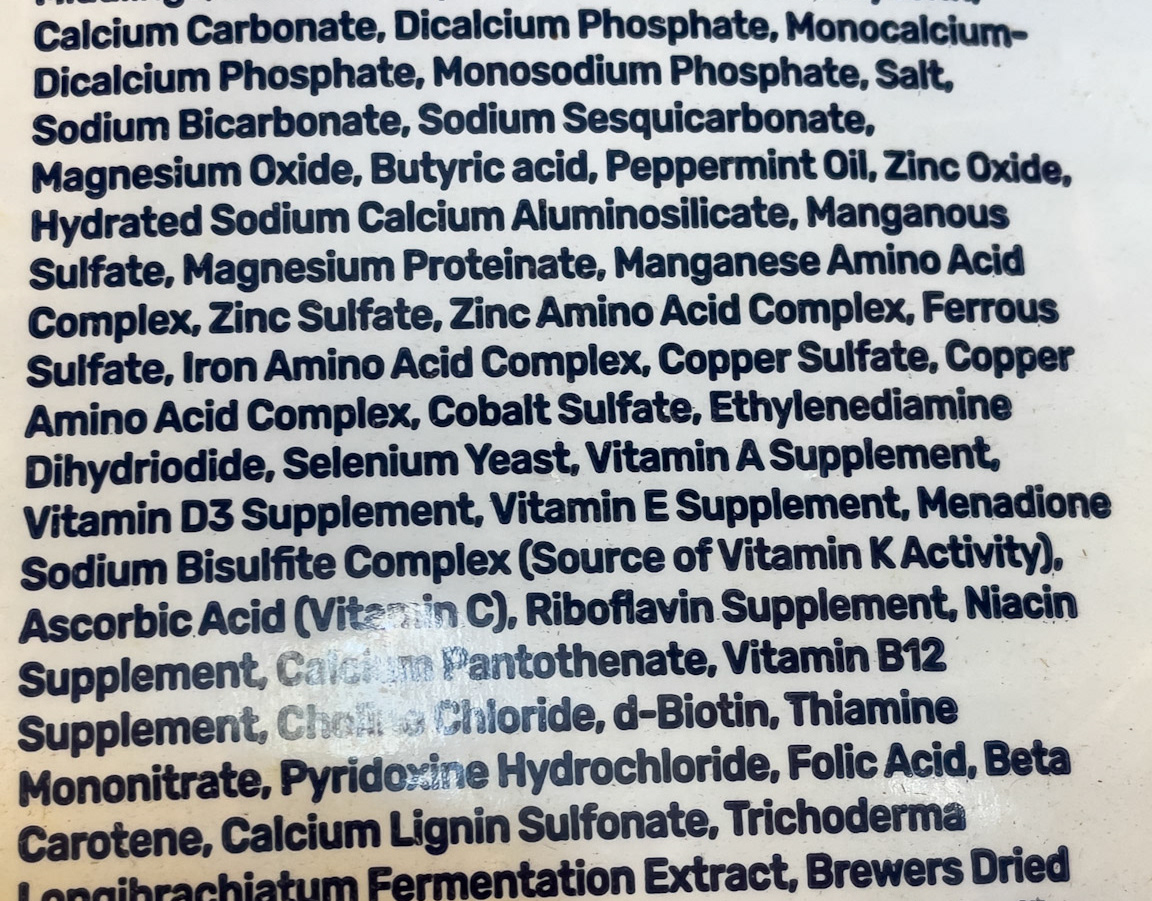 Calcium Carbonate, Dicalcium Phosphate, Monocalcium-
Dicalcium Phosphate, Monosodium Phosphate, Salt,
Sodium Bicarbonate, Sodium Sesquicarbonate,
Magnesium Oxide, Butyric acid, Peppermint Oil, Zinc Oxide,
Hydrated Sodium Calcium Aluminosilicate, Manganous
Sulfate, Magnesium Proteinate, Manganese Amino Acid
Complex, Zinc Sulfate, Zinc Amino Acid Complex, Ferrous
Sulfate, Iron Amino Acid Complex, Copper Sulfate, Copper
Amino Acid Complex, Cobalt Sulfate, Ethylenediamine
Dihydriodide, Selenium Yeast, Vitamin A Supplement,
Vitamin D3 Supplement, Vitamin E Supplement, Menadione
Sodium Bisulfite Complex (Source of Vitamin K Activity),
Ascorbic Acid (Vitamin C), Riboflavin Supplement, Niacin
Supplement, Calcium Pantothenate, Vitamin B12
Supplement, Choline Chloride, d-Biotin, Thiamine
Mononitrate, Pyridoxine Hydrochloride, Folic Acid, Beta
Carotene, Calcium Lignin Sulfonate, Trichoderma
Longibrachiatum Fermentation Extract, Brewers Dried